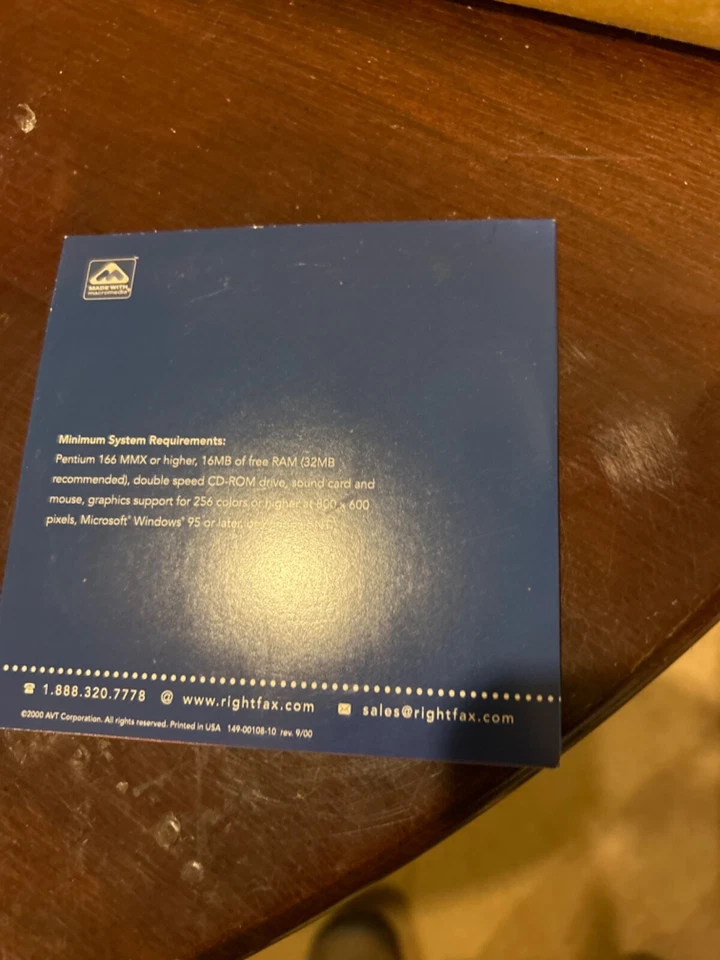 MADE WITH
macromedia
Minimum System Requirements:
Pentium 166 MMX or higher, 16MB of free RAM (32MB
recommended), double speed CD-ROM drive, sound card and
mouse, graphics support for 256 colors or higher at 800 x 600
pixels, Microsoft® Windows® 95 or later, or NT
1.888.320.7778 @ www.rightfax.com sales@rightfax.com
©2000 AVT Corporation. All rights reserved. Printed in USA 149-00108-10 rev. 9/00